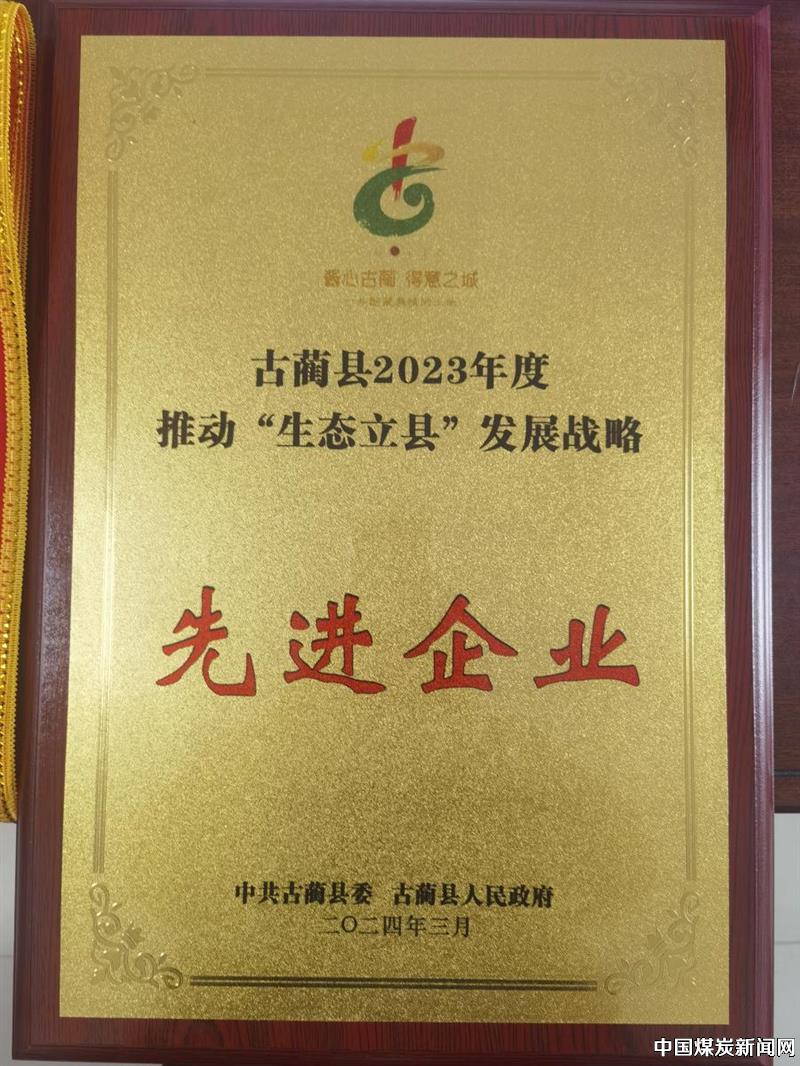 酱心古蔺 得意之城
古蔺县2023年度
推动“生态立县”发展战略
先进企业
中共古蔺县委 古蔺县人民政府
二〇二四年三月
中国煤炭新闻网